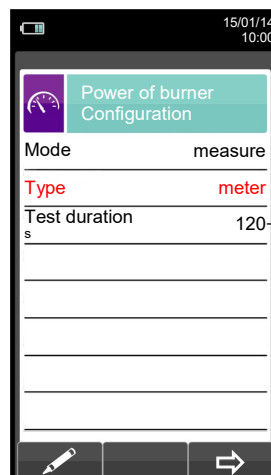 15/01/14
10:00
Power of burner
Configuration
Mode measure
Type meter
Test duration 120-
s